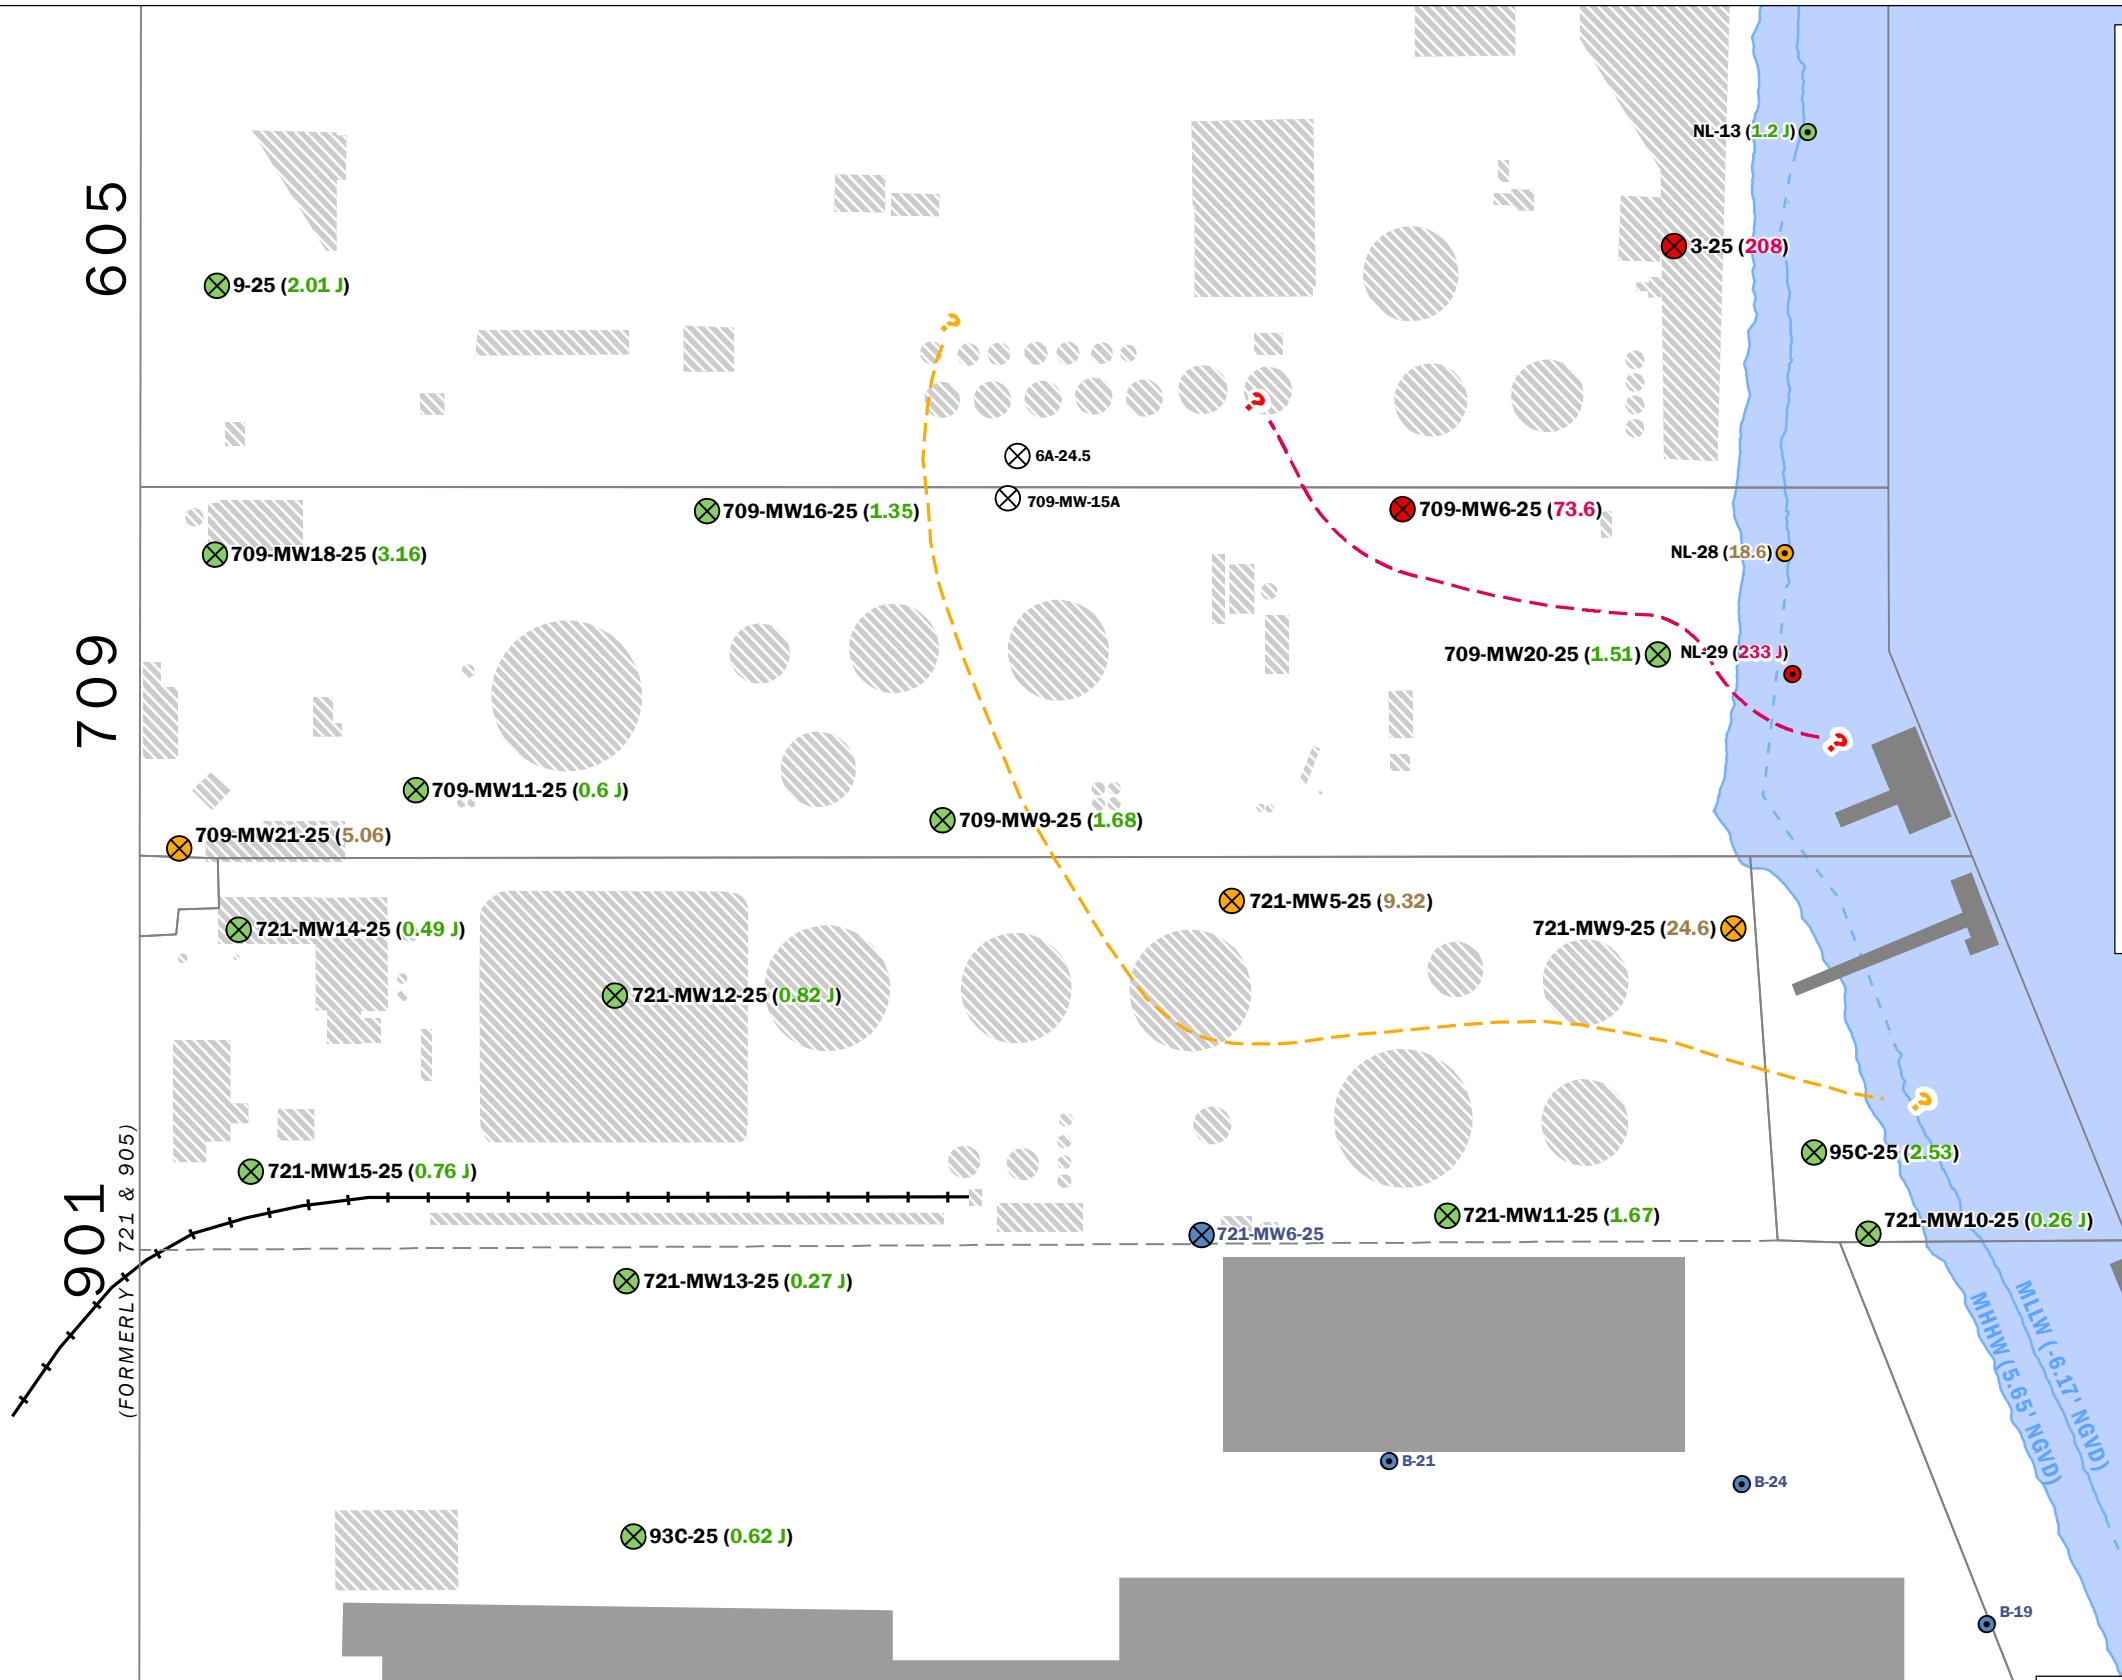 NL-13 (1.2 J)
605
3-25 (208)
9-25 (2.01 J)
?
?
6A-24.5
709-MW-15A
709-MW16-25 (1.35)
709-MW6-25 (73.6)
709-MW18-25 (3.16)
NL-28 (18.6)
709
709-MW20-25 (1.51)
NL-29 (233 J)
?
709-MW11-25 (0.6 J)
709-MW9-25 (1.68)
709-MW21-25 (5.06)
721-MW5-25 (9.32)
721-MW14-25 (0.49 J)
721-MW9-25 (24.6)
721-MW12-25 (0.82 J)
?
95C-25 (2.53)
721-MW15-25 (0.76 J)
901
(FORMERLY 721 & 905)
721-MW11-25 (1.67)
721-MW10-25 (0.26 J)
721-MW6-25
721-MW13-25 (0.27 J)
MLLW (-6.17' NGVD)
MHHW (5.65' NGVD)
B-21
B-24
93C-25 (0.62 J)
B-19